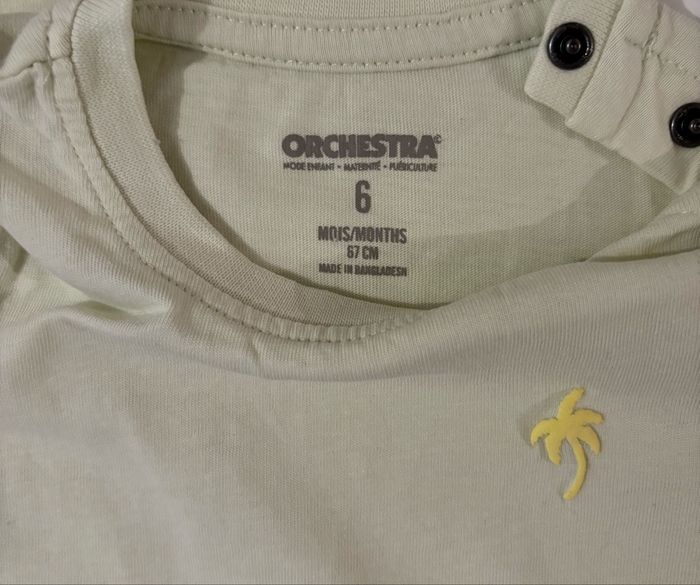 ORCHESTRA
MODE ENFANT • MATERNITÉ • PUÉRICULTURE
6
MOIS/MONTHS
67 CM
MADE IN BANGLADESH